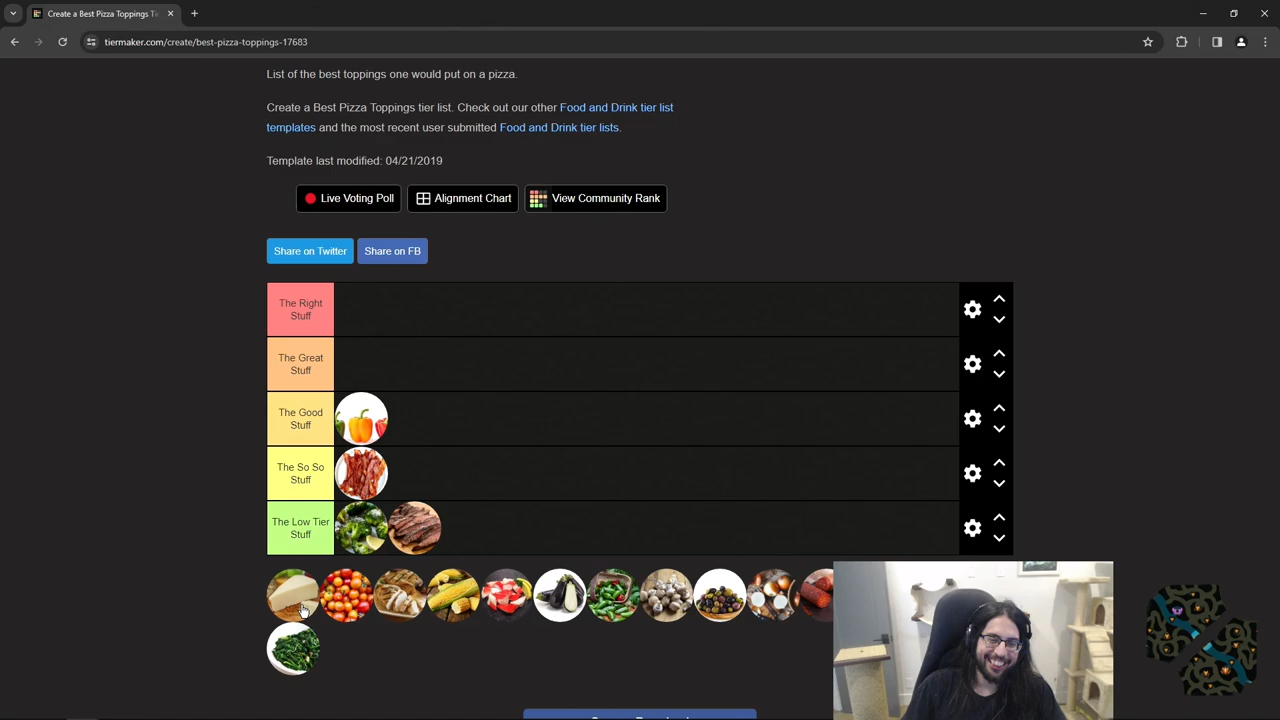 Create a Best Pizza Toppings Ti
tiermaker.com/create/best-pizza-toppings-17683
List of the best toppings one would put on a pizza.
Create a Best Pizza Toppings tier list. Check out our other Food and Drink tier list
templates and the most recent user submitted Food and Drink tier lists.
Template last modified: 04/21/2019
Live Voting Poll
Alignment Chart
View Community Rank
Share on Twitter
Share on FB
The Right
Stuff
The Great
Stuff
The Good
Stuff
The So So
Stuff
The Low Tier
Stuff